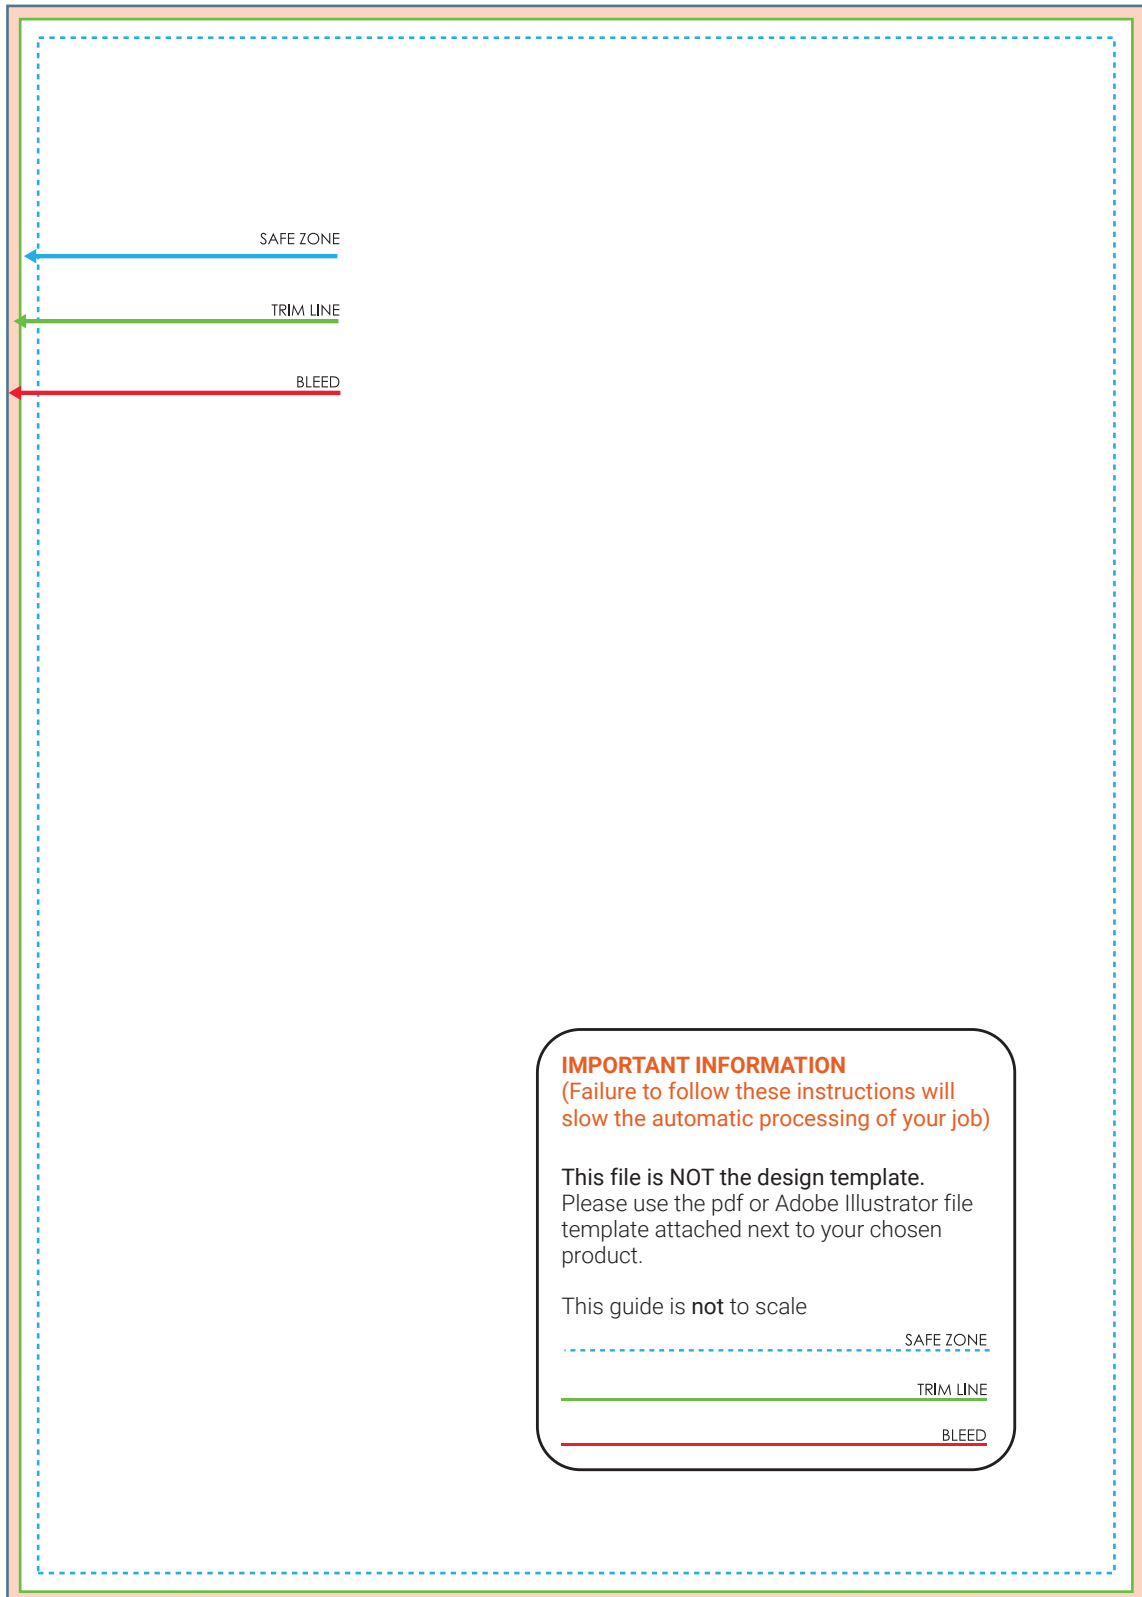 SAFE ZONE
TRIM LINE
BLEED
IMPORTANT INFORMATION
(Failure to follow these instructions will
slow the automatic processing of your job)
This file is NOT the design template.
Please use the pdf or Adobe Illustrator file
template attached next to your chosen
product.
This guide is not to scale
SAFE ZONE
TRIM LINE
BLEED